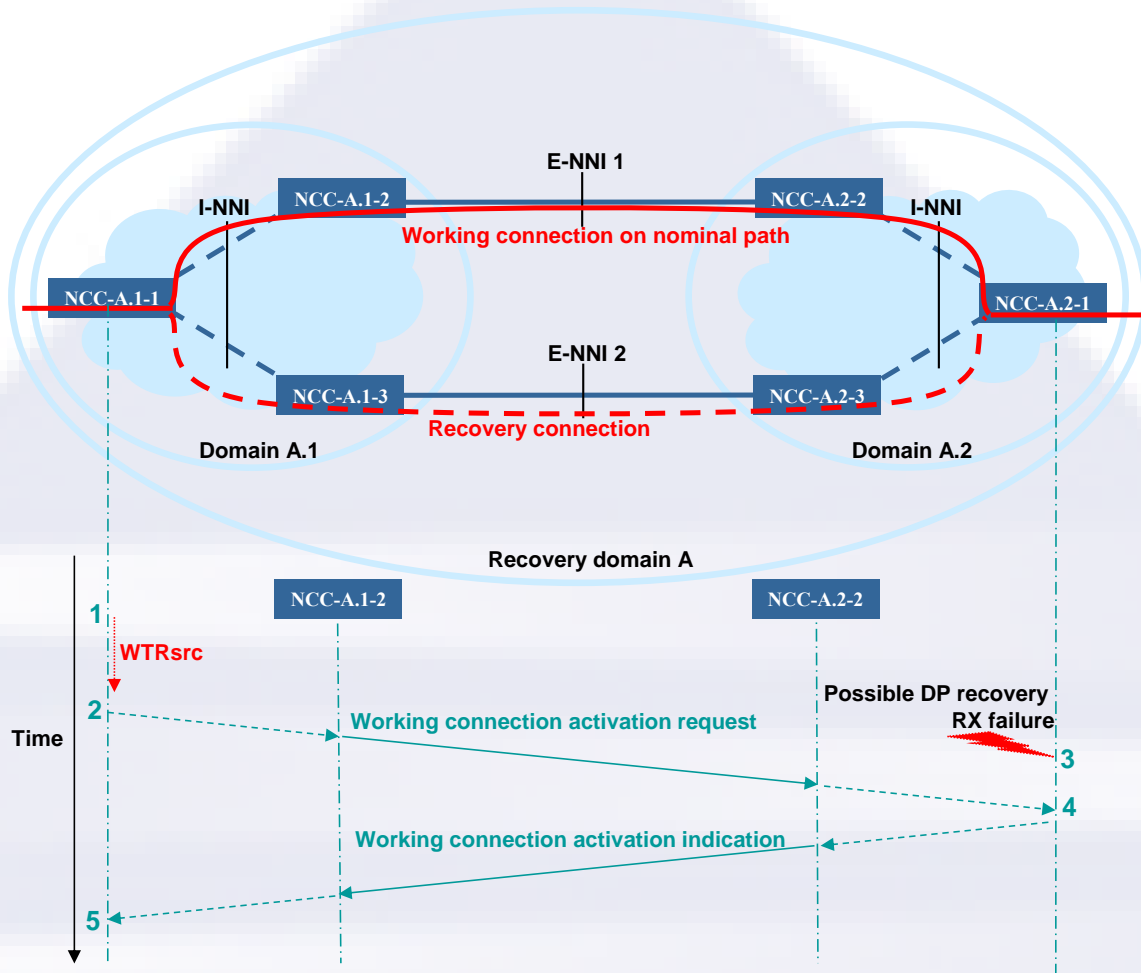 E-NNI 1
NCC-A.1-2
NCC-A.2-2
I-NNI
I-NNI
Working connection on nominal path
NCC-A.1-1
NCC-A.2-1
E-NNI 2
NCC-A.1-3
NCC-A.2-3
Recovery connection
Domain A.1
Domain A.2
Recovery domain A
NCC-A.1-2
NCC-A.2-2
1
WTRsrc
2
Working connection activation request
Possible DP recovery
RX failure
Time
3
4
Working connection activation indication
5